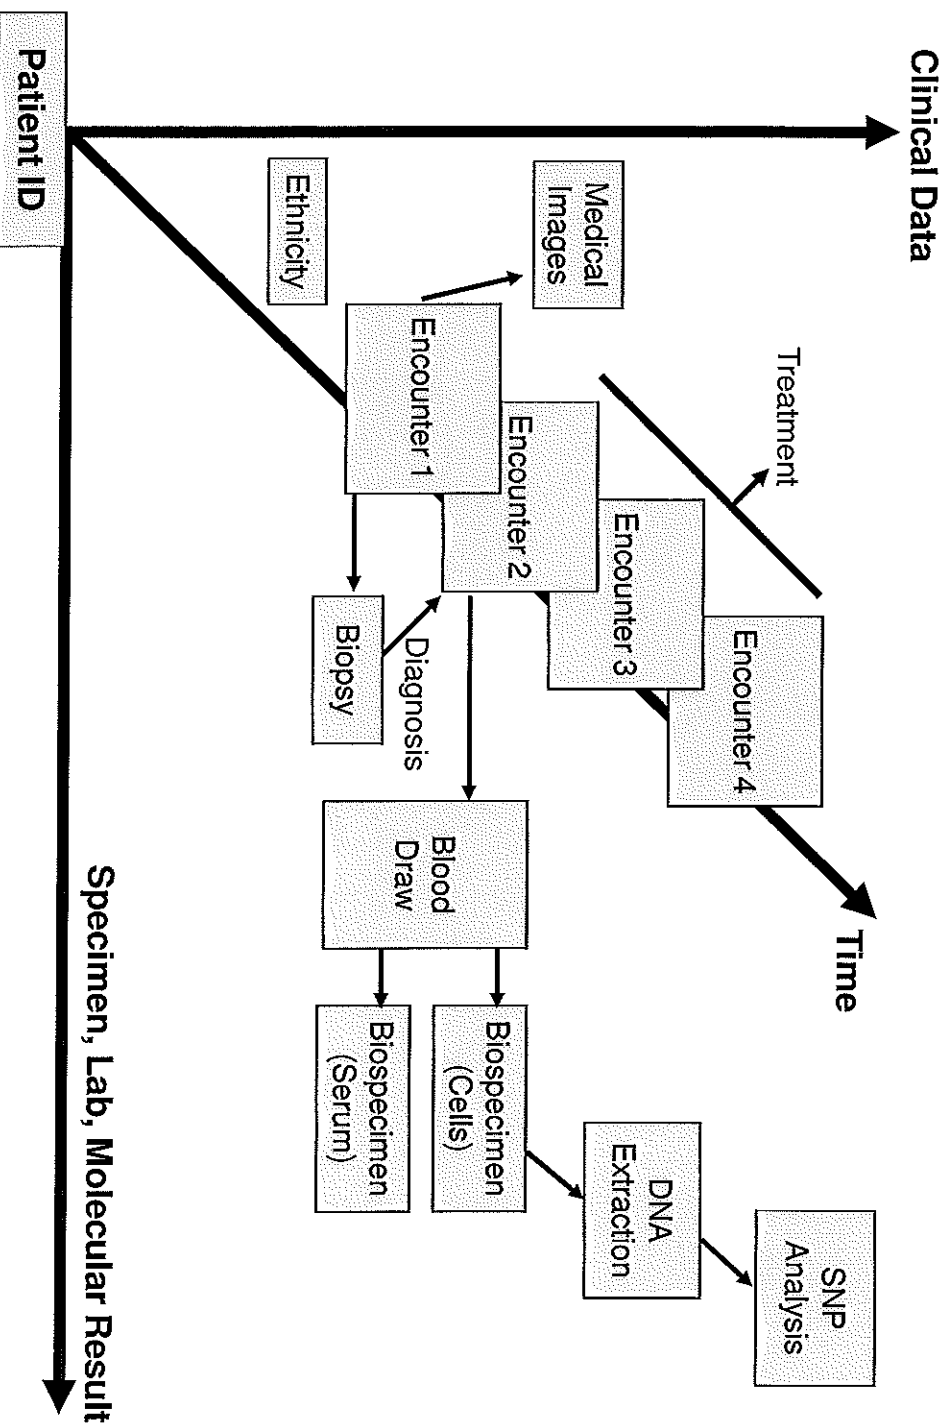 Clinical Data
Treatment
Time
SNP
Analysis
Medical
Images
Encounter 4
Encounter 3
DNA
Extraction
Encounter 2
Encounter 1
Blood
Draw
Biospecimen
(Cells)
Ethnicity
Diagnosis
Biopsy
Biospecimen
(Serum)
Specimen, Lab, Molecular Result
Patient ID